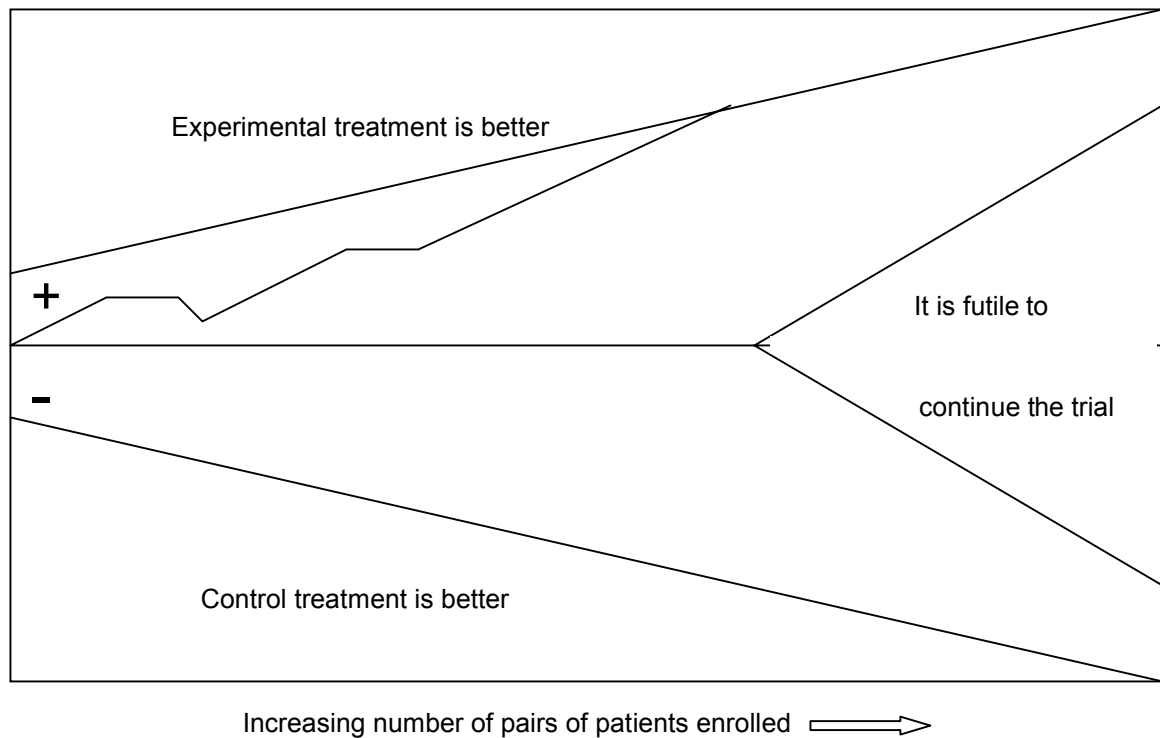 Experimental treatment is better
+
It is futile to
-
continue the trial
Control treatment is better
Increasing number of pairs of patients enrolled